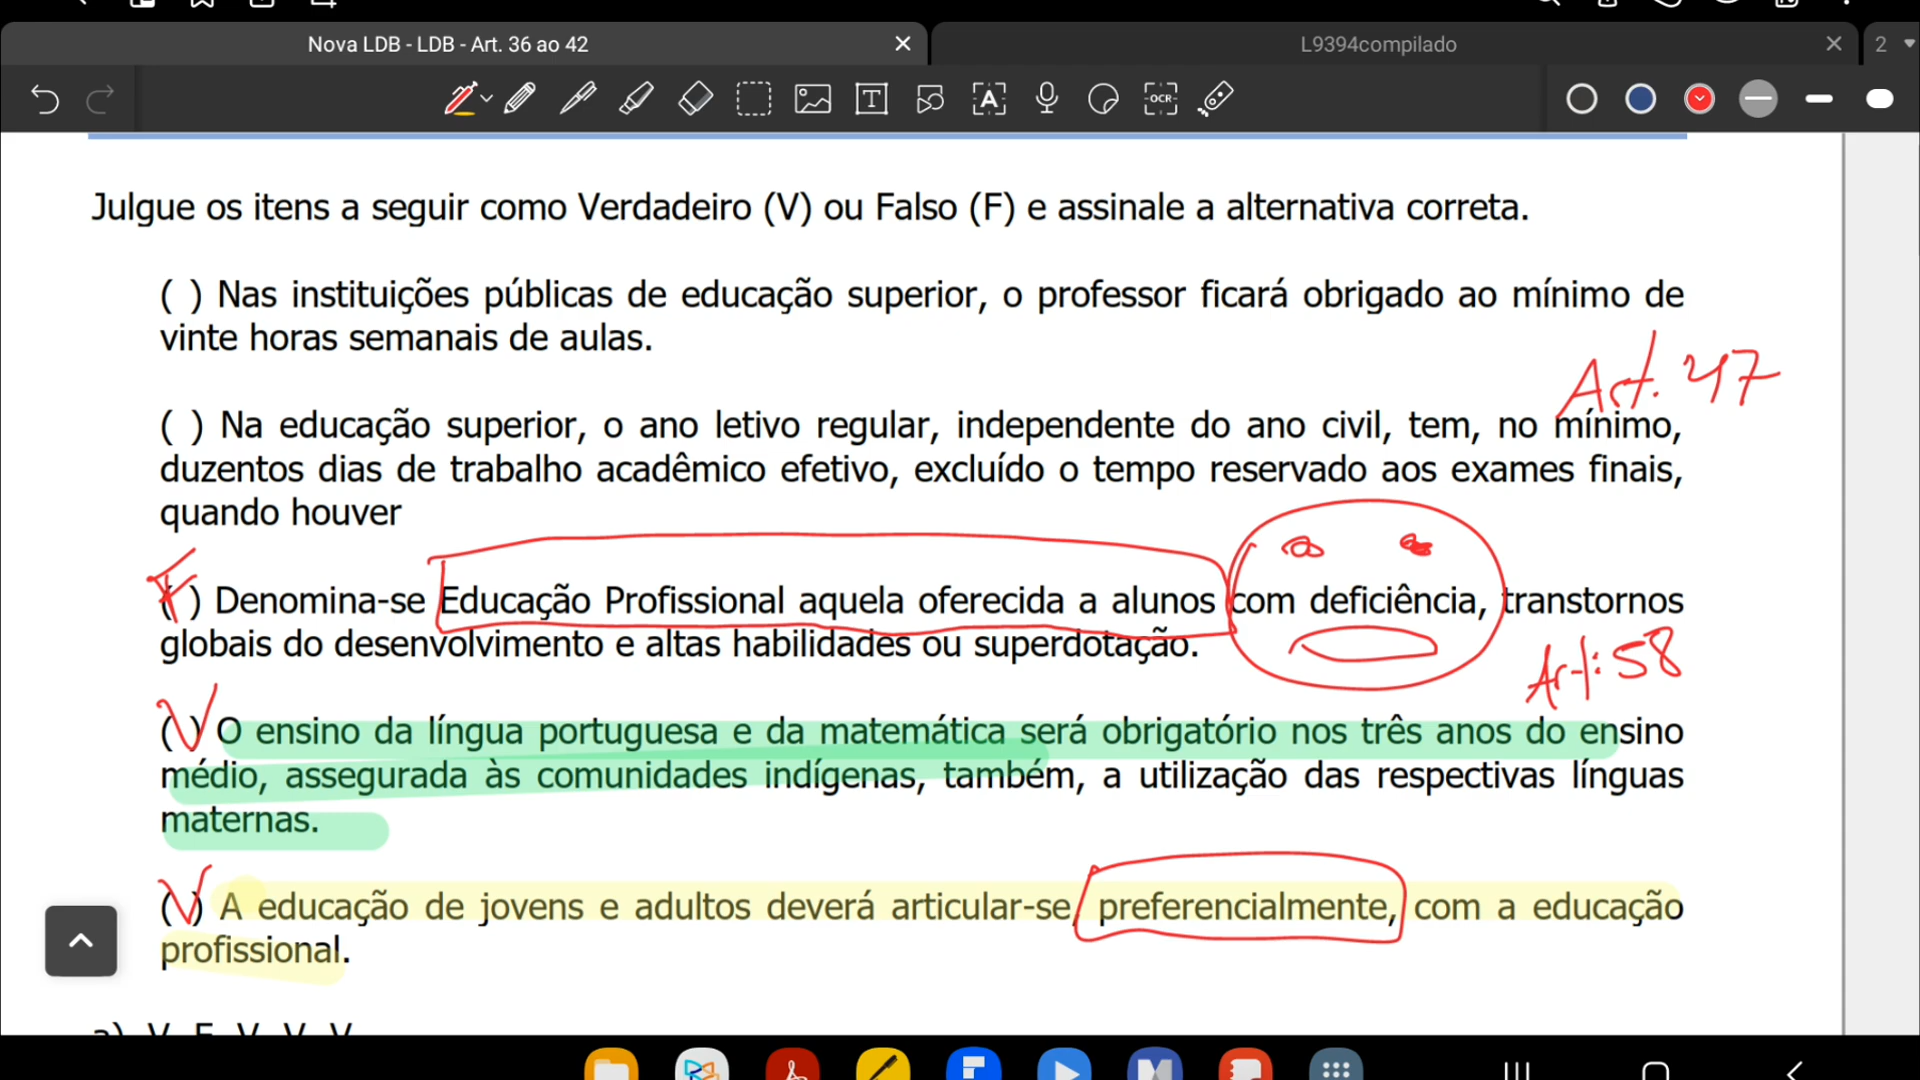 Nova LDB - LDB - Art. 36 ao 42
L9394compilado
2
T
A
OCR
Julgue os itens a seguir como Verdadeiro (V) ou Falso (F) e assinale a alternativa correta.
( ) Nas instituições públicas de educação superior, o professor ficará obrigado ao mínimo de
vinte horas semanais de aulas.
Art. 47
( ) Na educação superior, o ano letivo regular, independente do ano civil, tem, no mínimo,
duzentos dias de trabalho acadêmico efetivo, excluído o tempo reservado aos exames finais,
quando houver
F
( ) Denomina-se Educação Profissional aquela oferecida a alunos com deficiência, transtornos
globais do desenvolvimento e altas habilidades ou superdotação.
Art: 58
V
( ) O ensino da língua portuguesa e da matemática será obrigatório nos três anos do ensino
médio, assegurada às comunidades indígenas, também, a utilização das respectivas línguas
maternas.
V
( ) A educação de jovens e adultos deverá articular-se, preferencialmente, com a educação
profissional.
a) V, F, V, V, V